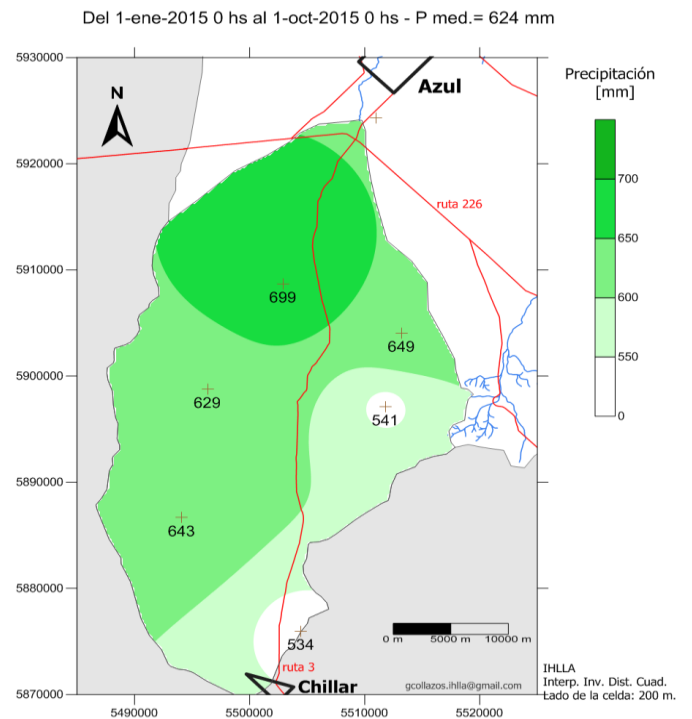 Del 1-ene-2015 0 hs al 1-oct-2015 0 hs - P med.= 624 mm
5930000
Azul
Precipitación
[mm]
N
5920000
700
ruta 226
650
5910000
600
699
649
550
5900000
629
541
0
5890000
643
5880000
0 m 5000 m 10000 m
534
ruta 3
IHLLA
Chillar
gcollazos.ihlla@gmail.com
Interp. Inv. Dist. Cuad.
Lado de la celda: 200 m.
5870000
5490000 5500000 5510000 5520000